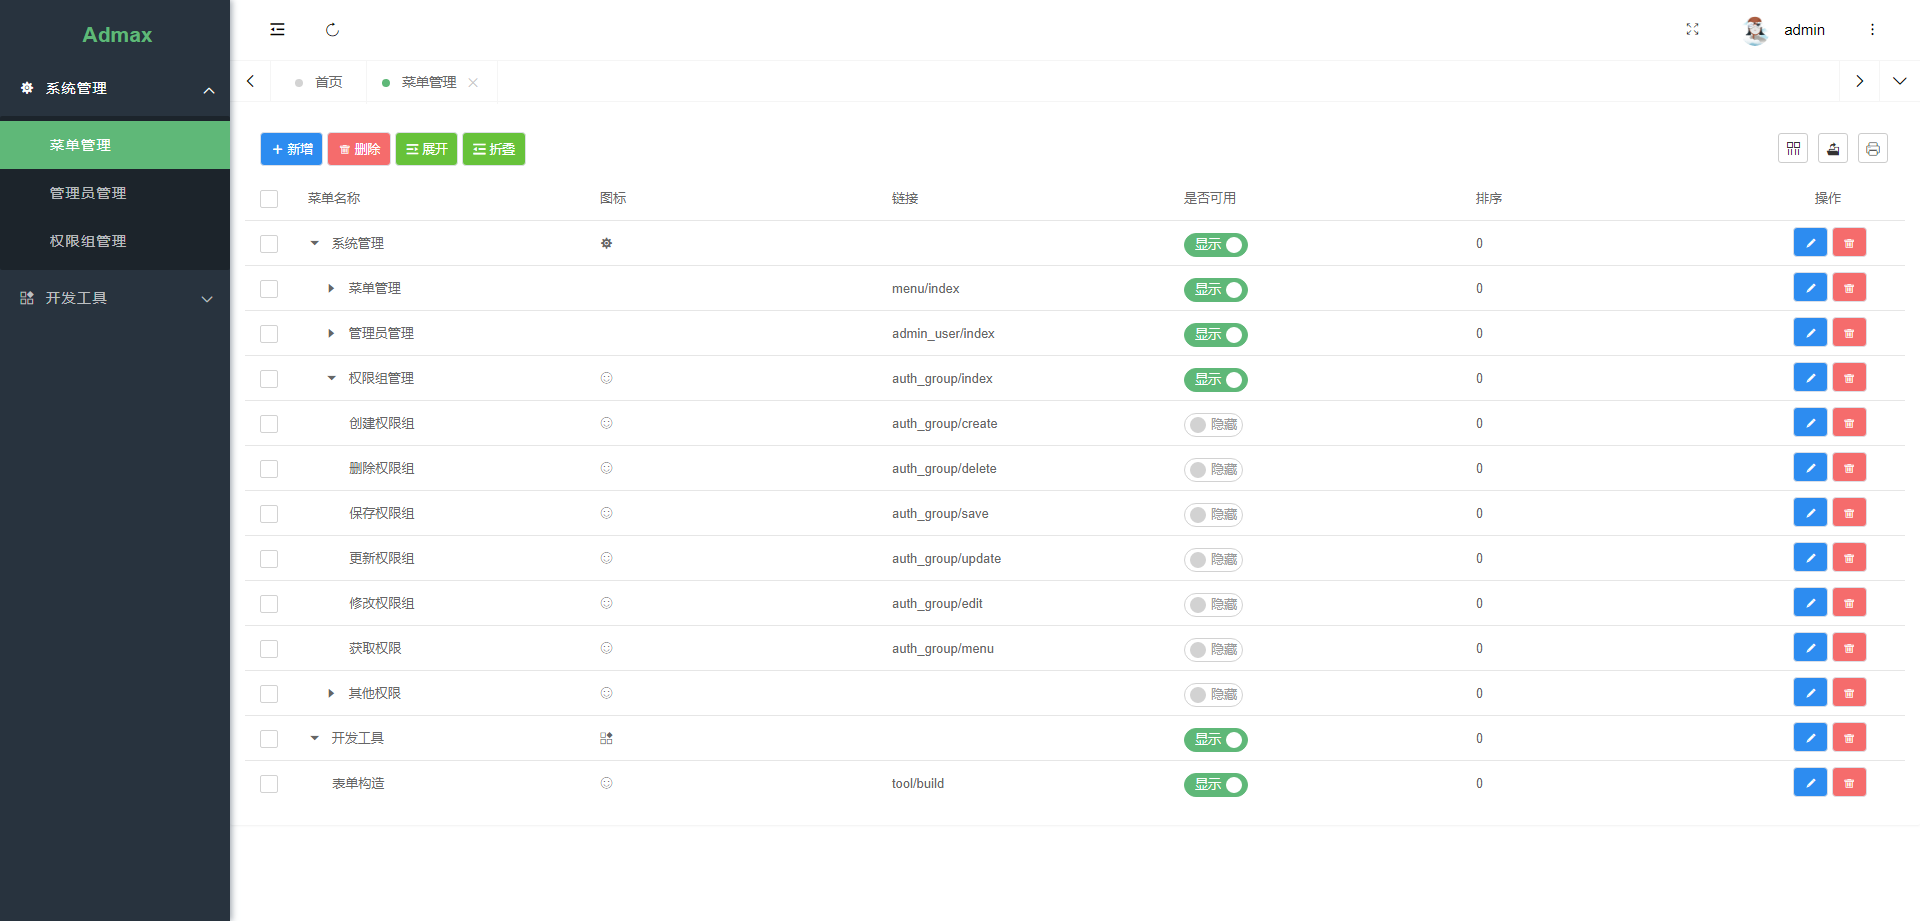 Admax
admin
系统管理
菜单管理
管理员管理
权限组管理
开发工具
首页
菜单管理
新增 删除 展开 折叠
菜单名称 图标 链接 是否可用 排序 操作
系统管理 显示 0
菜单管理 menu/index 显示 0
管理员管理 admin_user/index 显示 0
权限组管理 auth_group/index 显示 0
创建权限组 auth_group/create 隐藏 0
删除权限组 auth_group/delete 隐藏 0
保存权限组 auth_group/save 隐藏 0
更新权限组 auth_group/update 隐藏 0
修改权限组 auth_group/edit 隐藏 0
获取权限 auth_group/menu 隐藏 0
其他权限 隐藏 0
开发工具 显示 0
表单构造 tool/build 显示 0